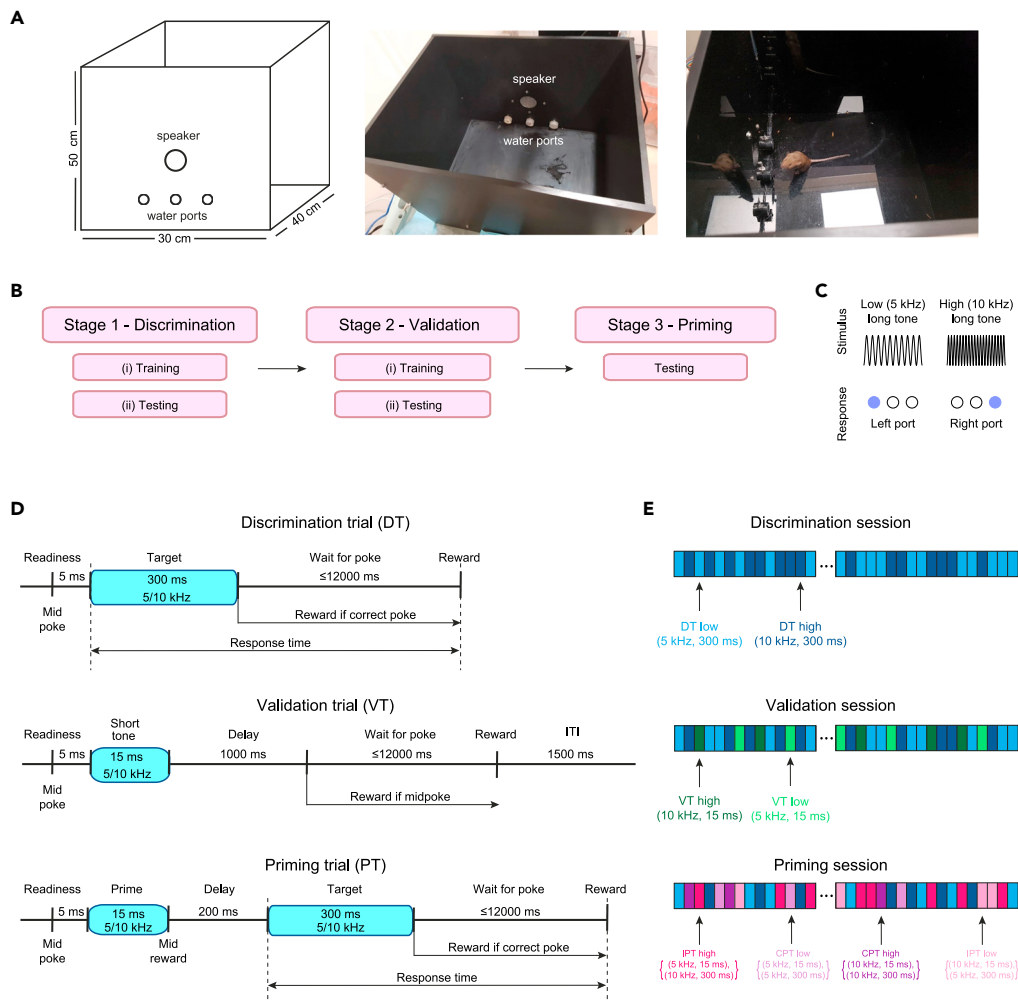 A
speaker
water ports
50 cm
30 cm
40 cm
speaker
water ports
B
Stage 1 - Discrimination
(i) Training
(ii) Testing
Stage 2 - Validation
(i) Training
(ii) Testing
Stage 3 - Priming
Testing
C
Stimulus
Low (5 kHz)
long tone
High (10 kHz)
long tone
Response
Left port
Right port
D
Discrimination trial (DT)
Readiness
Target
Wait for poke
Reward
5 ms
300 ms
5/10 kHz
≤12000 ms
Mid
poke
Reward if correct poke
Response time
Validation trial (VT)
Readiness
Short
tone
Delay
Wait for poke
Reward
ITI
5 ms
15 ms
5/10 kHz
1000 ms
≤12000 ms
1500 ms
Mid
poke
Reward if midpoke
Priming trial (PT)
Readiness
Prime
Delay
Target
Wait for poke
Reward
5 ms
15 ms
5/10 kHz
200 ms
300 ms
5/10 kHz
≤12000 ms
Mid
poke
Mid
reward
Reward if correct poke
Response time
E
Discrimination session
...
DT low
(5 kHz, 300 ms)
DT high
(10 kHz, 300 ms)
Validation session
...
VT high
(10 kHz, 15 ms)
VT low
(5 kHz, 15 ms)
Priming session
...
IPT high
{(5 kHz, 15 ms),
(10 kHz, 300 ms)}
CPT low
{(5 kHz, 15 ms),
(5 kHz, 300 ms)}
CPT high
{(10 kHz, 15 ms),
(10 kHz, 300 ms)}
IPT low
{(10 kHz, 15 ms),
(5 kHz, 300 ms)}